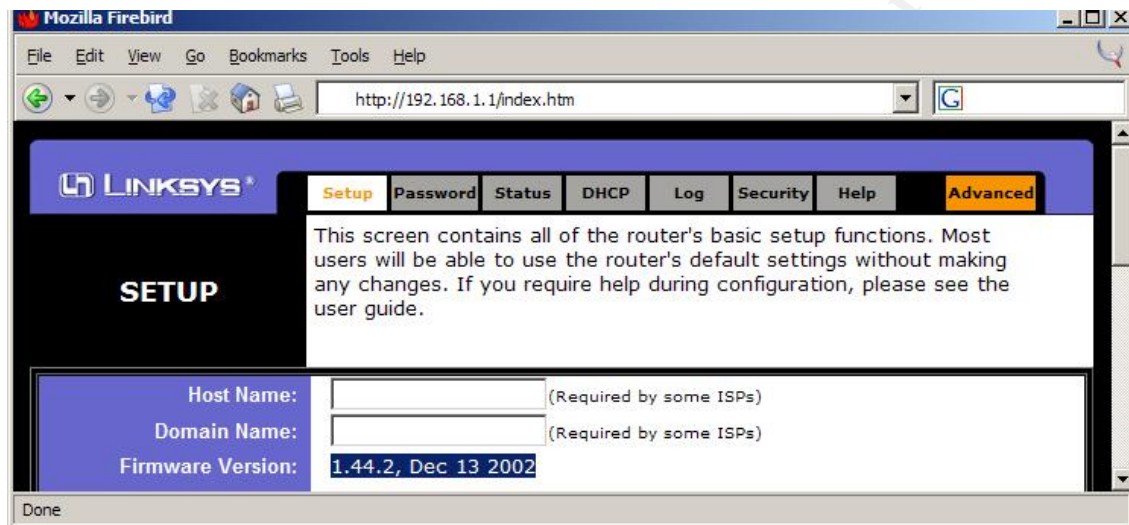 Mozilla Firebird
File Edit View Go Bookmarks Tools Help
http://192.168.1.1/index.htm
G
LINKSYS®
Setup Password Status DHCP Log Security Help Advanced
This screen contains all of the router's basic setup functions. Most
users will be able to use the router's default settings without making
any changes. If you require help during configuration, please see the
user guide.
SETUP
Host Name: (Required by some ISPs)
Domain Name: (Required by some ISPs)
Firmware Version: 1.44.2, Dec 13 2002
Done